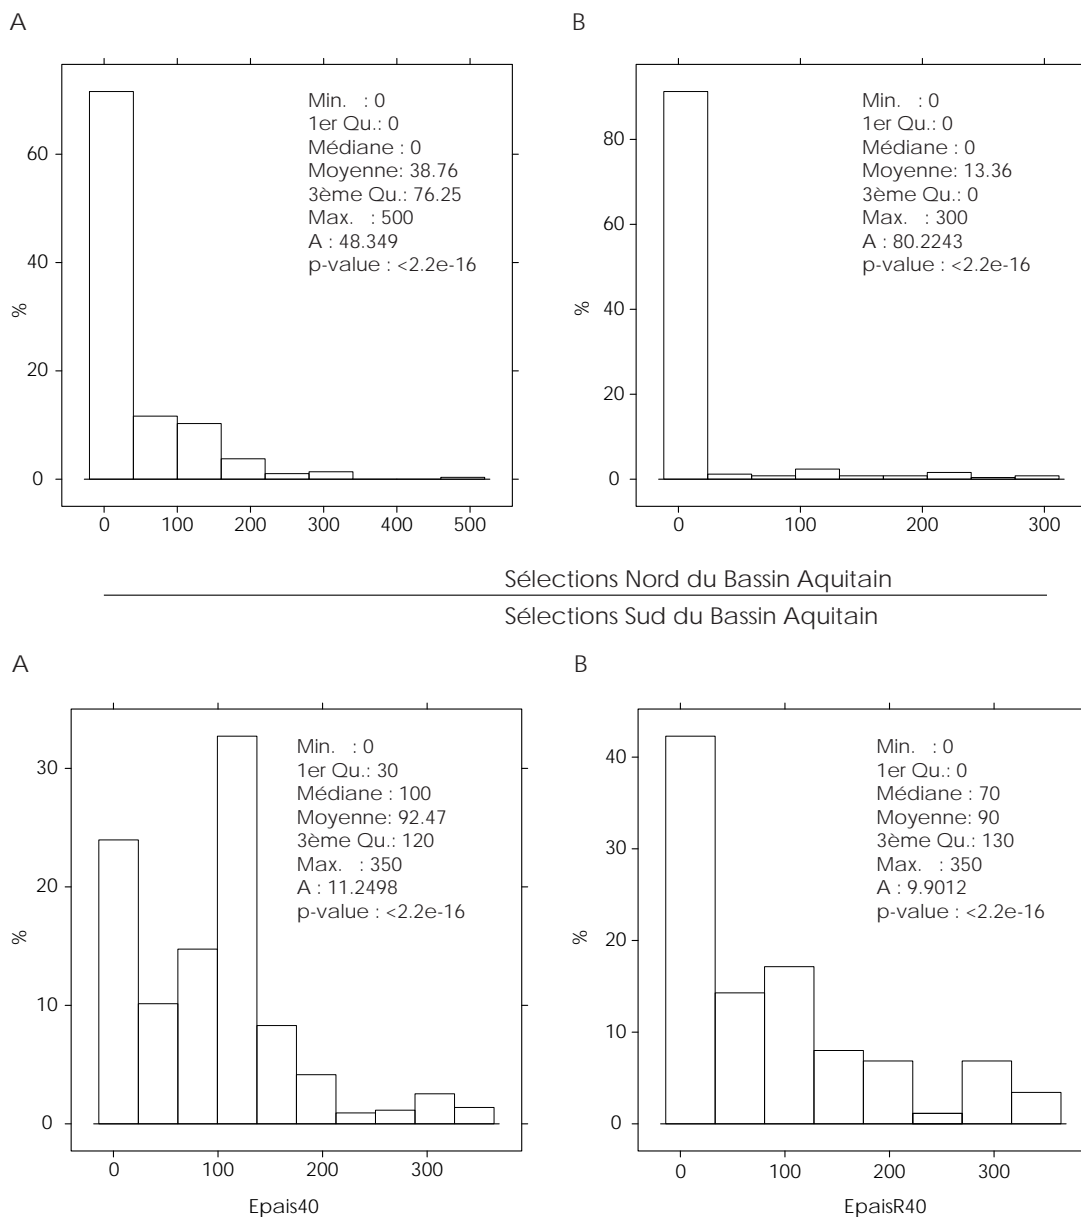 A
B
Min. : 0
1er Qu.: 0
Médiane : 0
Moyenne: 38.76
3ème Qu.: 76.25
Max. : 500
A : 48.349
p-value : <2.2e-16
%
60
40
20
0
0 100 200 300 400 500
Min. : 0
1er Qu.: 0
Médiane : 0
Moyenne: 13.36
3ème Qu.: 0
Max. : 300
A : 80.2243
p-value : <2.2e-16
%
80
60
40
20
0
0 100 200 300
Sélections Nord du Bassin Aquitain
Sélections Sud du Bassin Aquitain
A
B
Min. : 0
1er Qu.: 30
Médiane : 100
Moyenne: 92.47
3ème Qu.: 120
Max. : 350
A : 11.2498
p-value : <2.2e-16
%
30
20
10
0
0 100 200 300
Epais40
Min. : 0
1er Qu.: 0
Médiane : 70
Moyenne: 90
3ème Qu.: 130
Max. : 350
A : 9.9012
p-value : <2.2e-16
%
40
30
20
10
0
0 100 200 300
EpaisR40